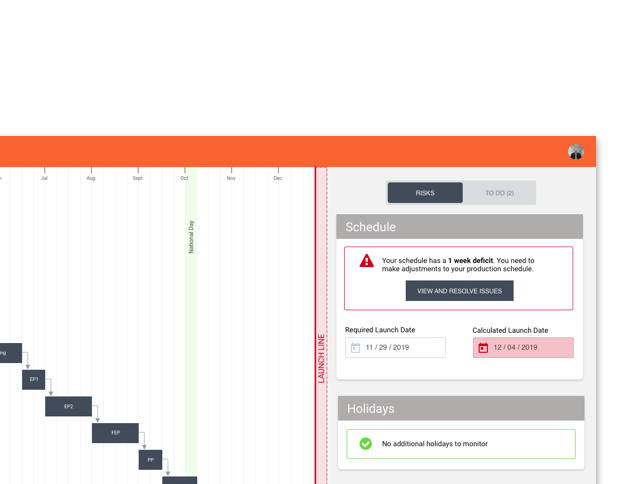 Jul
Aug
Sept
Oct
Nov
Dec
National Day
LAUNCH LINE
ng
EP1
EP2
FEP
PP
RISKS
TO DO (2)
Schedule
Your schedule has a 1 week deficit. You need to
make adjustments to your production schedule.
VIEW AND RESOLVE ISSUES
Required Launch Date
11 / 29 / 2019
Calculated Launch Date
12 / 04 / 2019
Holidays
No additional holidays to monitor